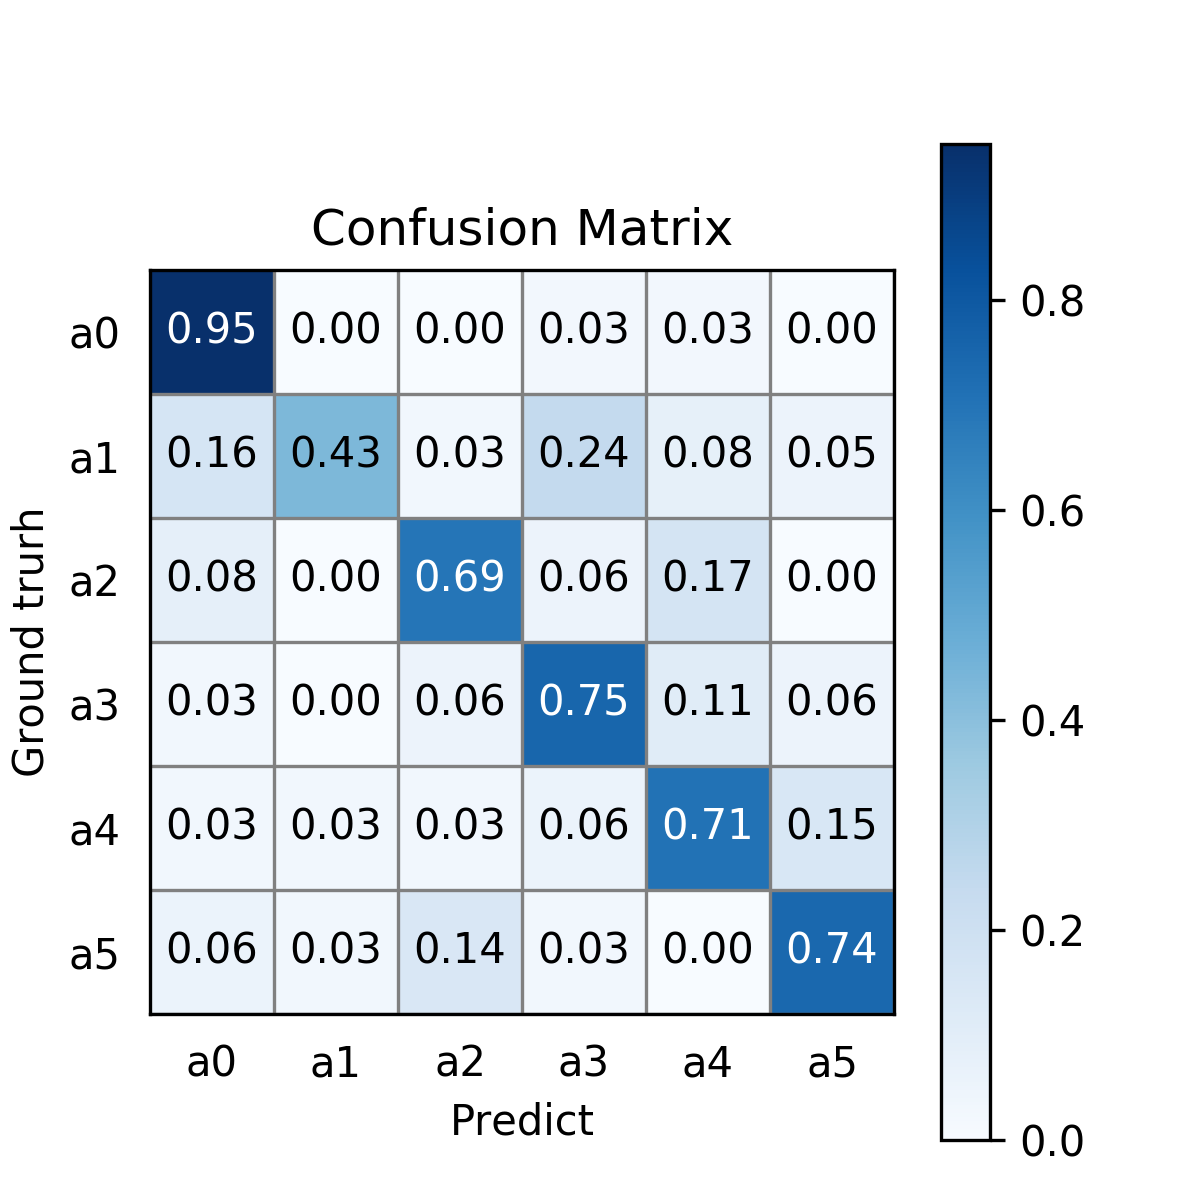 Confusion Matrix
a0 0.95 0.00 0.00 0.03 0.03 0.00
a1 0.16 0.43 0.03 0.24 0.08 0.05
a2 0.08 0.00 0.69 0.06 0.17 0.00
a3 0.03 0.00 0.06 0.75 0.11 0.06
a4 0.03 0.03 0.03 0.06 0.71 0.15
a5 0.06 0.03 0.14 0.03 0.00 0.74
a0 a1 a2 a3 a4 a5
Predict
Ground trurh
0.8
0.6
0.4
0.2
0.0